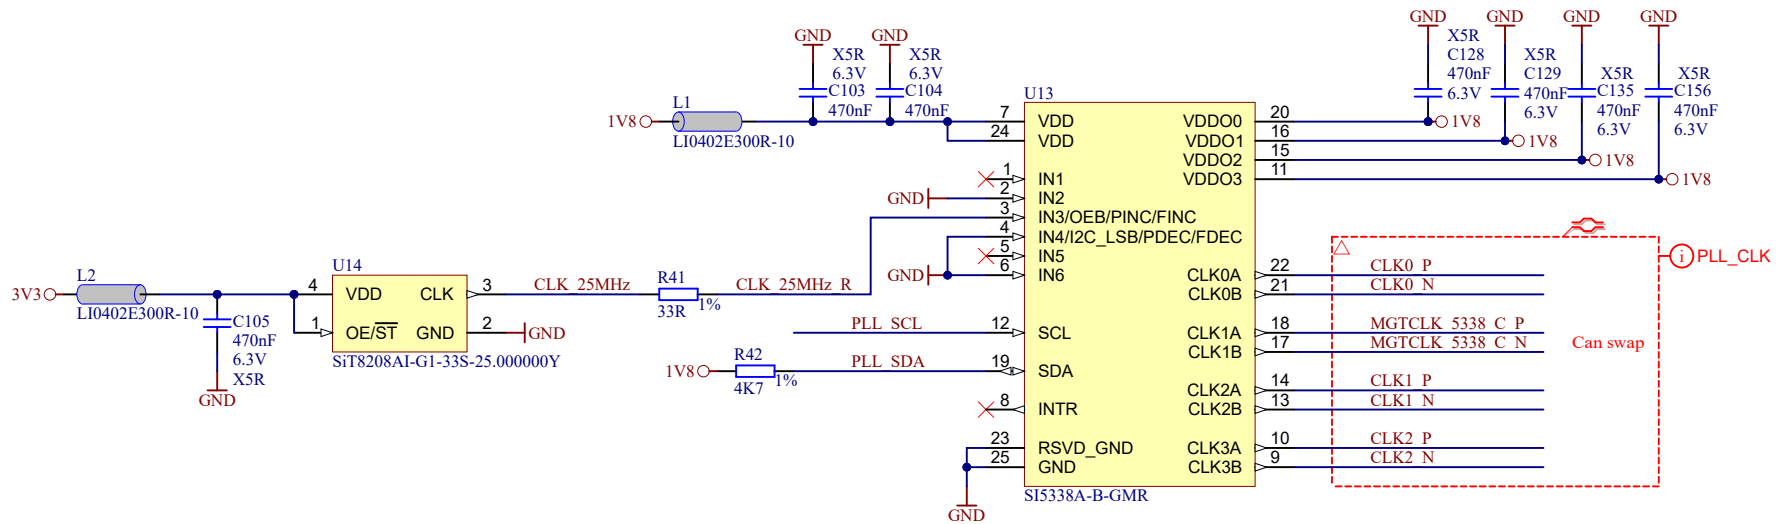 GND
GND
GND
GND
GND
GND
X5R
6.3V
C103
470nF
X5R
6.3V
C104
470nF
X5R
C128
470nF
6.3V
X5R
C129
470nF
6.3V
X5R
C135
470nF
6.3V
X5R
C156
470nF
6.3V
L1
1V8
LI0402E300R-10
U13
7
VDD
24
VDD
1
IN1
GND
2
IN2
3
IN3/OEB/PINC/FINC
4
IN4/I2C_LSB/PDEC/FDEC
5
IN5
GND
6
IN6
PLL_SCL
12
SCL
R42
1V8
1%
4K7
PLL_SDA
19
SDA
8
INTR
23
RSVD_GND
25
GND
GND
SI5338A-B-GMR
VDDO0
20
1V8
VDDO1
16
1V8
VDDO2
15
1V8
VDDO3
11
1V8
CLK0A
22
CLK0_P
CLK0B
21
CLK0_N
CLK1A
18
MGTCLK_5338_C_P
CLK1B
17
MGTCLK_5338_C_N
CLK2A
14
CLK1_P
CLK2B
13
CLK1_N
CLK3A
10
CLK2_P
CLK3B
9
CLK2_N
Can swap
i PLL_CLK
L2
3V3
LI0402E300R-10
C105
470nF
6.3V
X5R
GND
U14
4
VDD
CLK
3
1
OE/ST
GND
2
GND
SiT8208AI-G1-33S-25.000000Y
CLK_25MHz
R41
1%
33R
CLK_25MHz_R